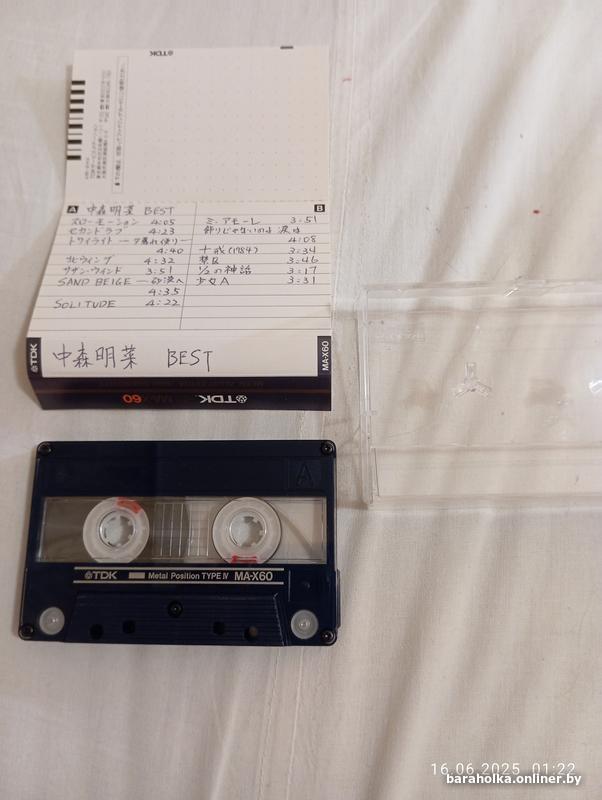 TDK
A 中森明菜 BEST
B
スローモーション 4:05
セカンドラブ 4:23
トワイライト — 夕暮れ便り —
4:40
北ウィング 4:32
サザン・ウインド 3:51
SAND BEIGE — 砂漠へ
4:35
SOLITUDE 4:22
ミ・アモーレ 3:51
飾りじゃないのよ 涙は
4:08
十戒(1984) 3:34
禁区 3:46
1/2の神話 3:17
少女A 3:31
TDK
中森明菜 BEST
MA-X60
TDK MA-X60
A
TDK Metal Position TYPE IV MA-X60
16.06.2025 01:22
baraholka.onliner.by